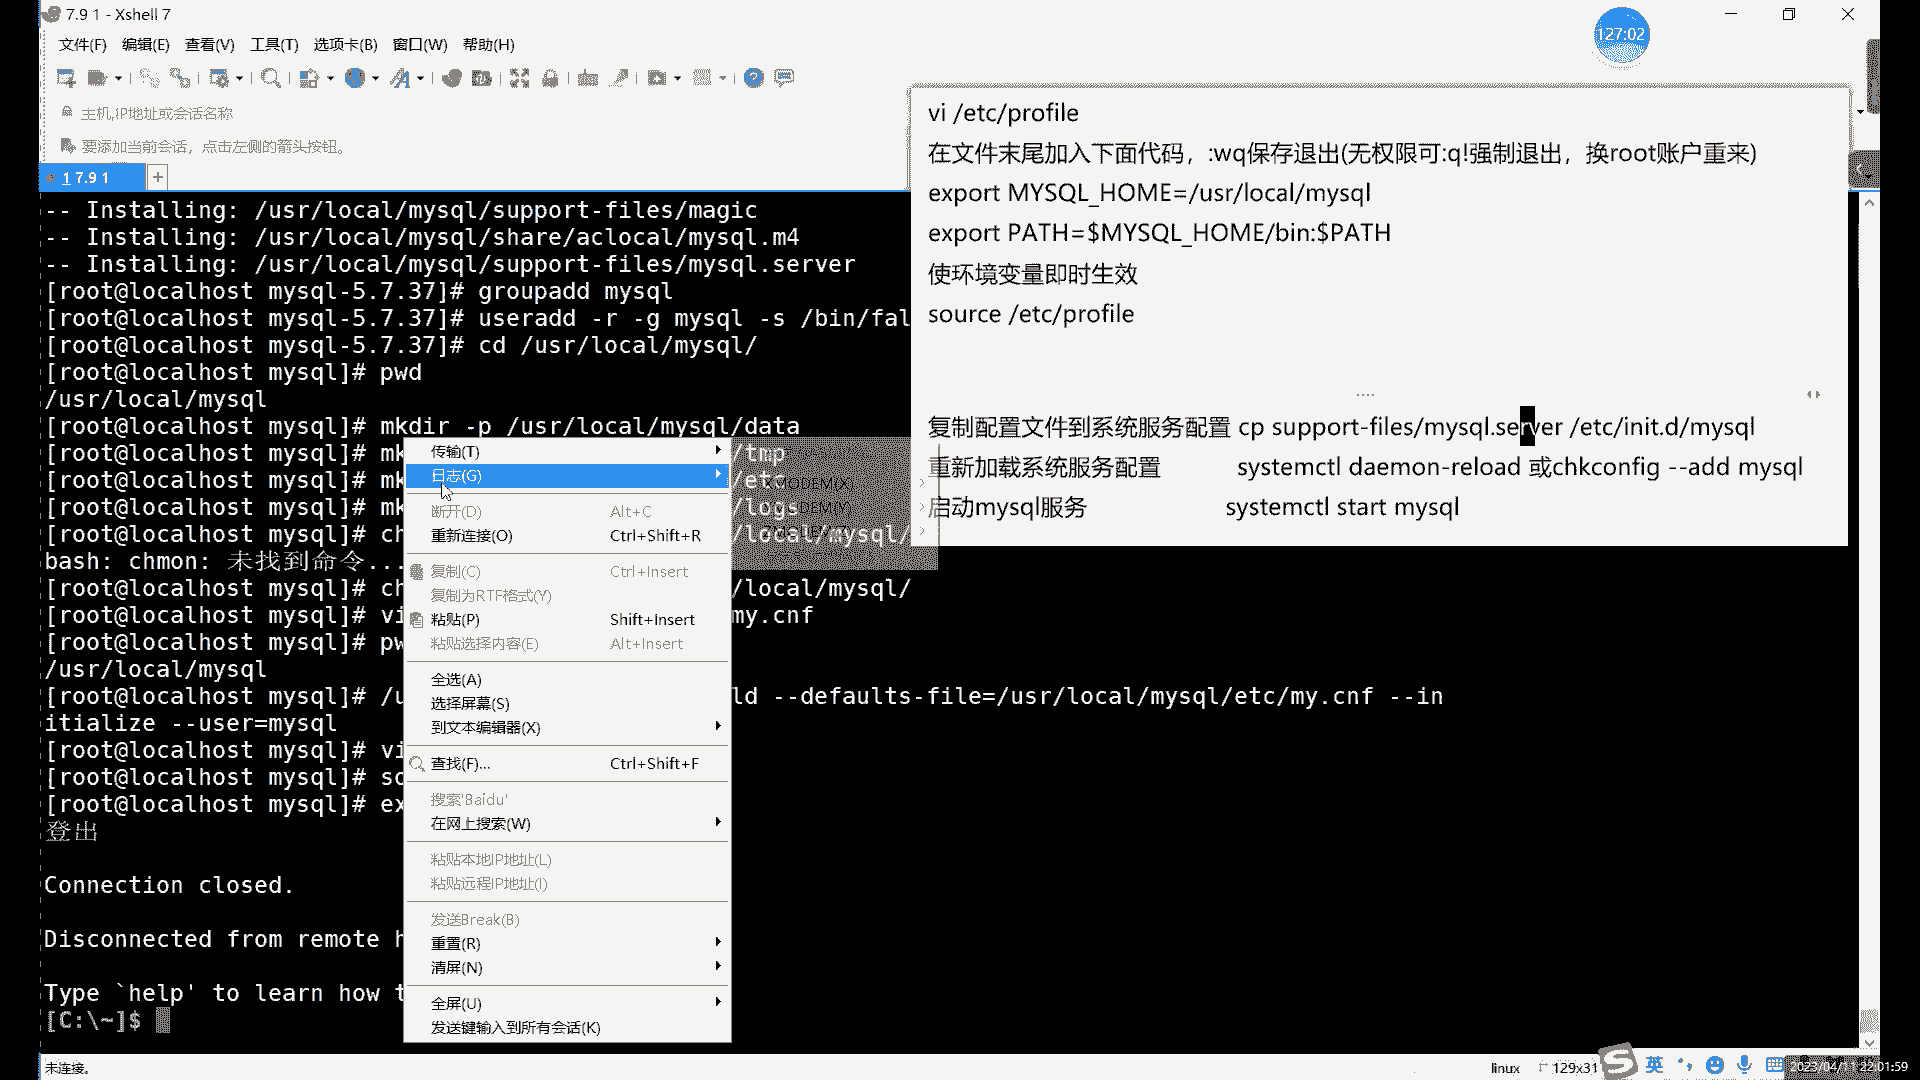 7.9 1 - Xshell 7
127:02
文件(F) 编辑(E) 查看(V) 工具(T) 选项卡(B) 窗口(W) 帮助(H)
主机,IP地址或会话名称
要添加当前会话，点击左侧的箭头按钮。
1 7.9 1
-- Installing: /usr/local/mysql/support-files/magic
-- Installing: /usr/local/mysql/share/aclocal/mysql.m4
-- Installing: /usr/local/mysql/support-files/mysql.server
[root@localhost mysql-5.7.37]# groupadd mysql
[root@localhost mysql-5.7.37]# useradd -r -g mysql -s /bin/fal
[root@localhost mysql-5.7.37]# cd /usr/local/mysql/
[root@localhost mysql]# pwd
/usr/local/mysql
[root@localhost mysql]# mkdir -p /usr/local/mysql/data
[root@localhost mysql]# mk /tmp
[root@localhost mysql]# mk /etc
[root@localhost mysql]# mk /logs
[root@localhost mysql]# ch /local/mysql/
bash: chmon: 未找到命令...
[root@localhost mysql]# ch /local/mysql/
[root@localhost mysql]# vi my.cnf
[root@localhost mysql]# pw
/usr/local/mysql
[root@localhost mysql]# /u ld --defaults-file=/usr/local/mysql/etc/my.cnf --in
itialize --user=mysql
[root@localhost mysql]# vi
[root@localhost mysql]# so
[root@localhost mysql]# ex
登出
Connection closed.
Disconnected from remote h
Type `help' to learn how t
[C:\~]$
传输(T)
日志(G)
断开(D) Alt+C
重新连接(O) Ctrl+Shift+R
复制(C) Ctrl+Insert
复制为RTF格式(Y)
粘贴(P) Shift+Insert
粘贴选择内容(E) Alt+Insert
全选(A)
选择屏幕(S)
到文本编辑器(X)
查找(F)... Ctrl+Shift+F
搜索'Baidu'
在网上搜索(W)
粘贴本地IP地址(L)
粘贴远程IP地址(I)
发送Break(B)
重置(R)
清屏(N)
全屏(U)
发送键输入到所有会话(K)
vi /etc/profile
在文件末尾加入下面代码，:wq保存退出(无权限可:q!强制退出，换root账户重来)
export MYSQL_HOME=/usr/local/mysql
export PATH=$MYSQL_HOME/bin:$PATH
使环境变量即时生效
source /etc/profile
复制配置文件到系统服务配置 cp support-files/mysql.server /etc/init.d/mysql
重新加载系统服务配置 systemctl daemon-reload 或chkconfig --add mysql
启动mysql服务 systemctl start mysql
未连接。
linux
129x31
英
2023/04/11 22:01:59